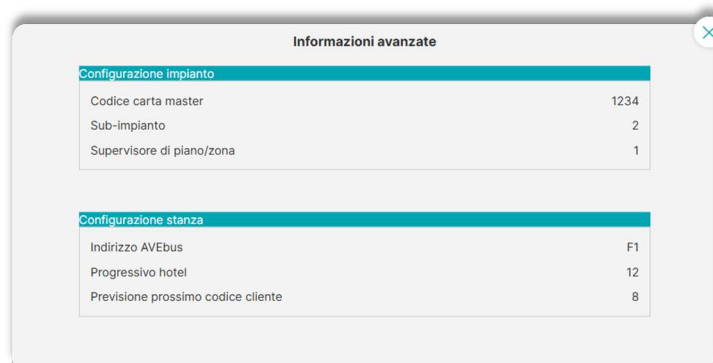 Informazioni avanzate
Configurazione impianto
Codice carta master 1234
Sub-impianto 2
Supervisore di piano/zona 1
Configurazione stanza
Indirizzo AVEbus F1
Progressivo hotel 12
Previsione prossimo codice cliente 8